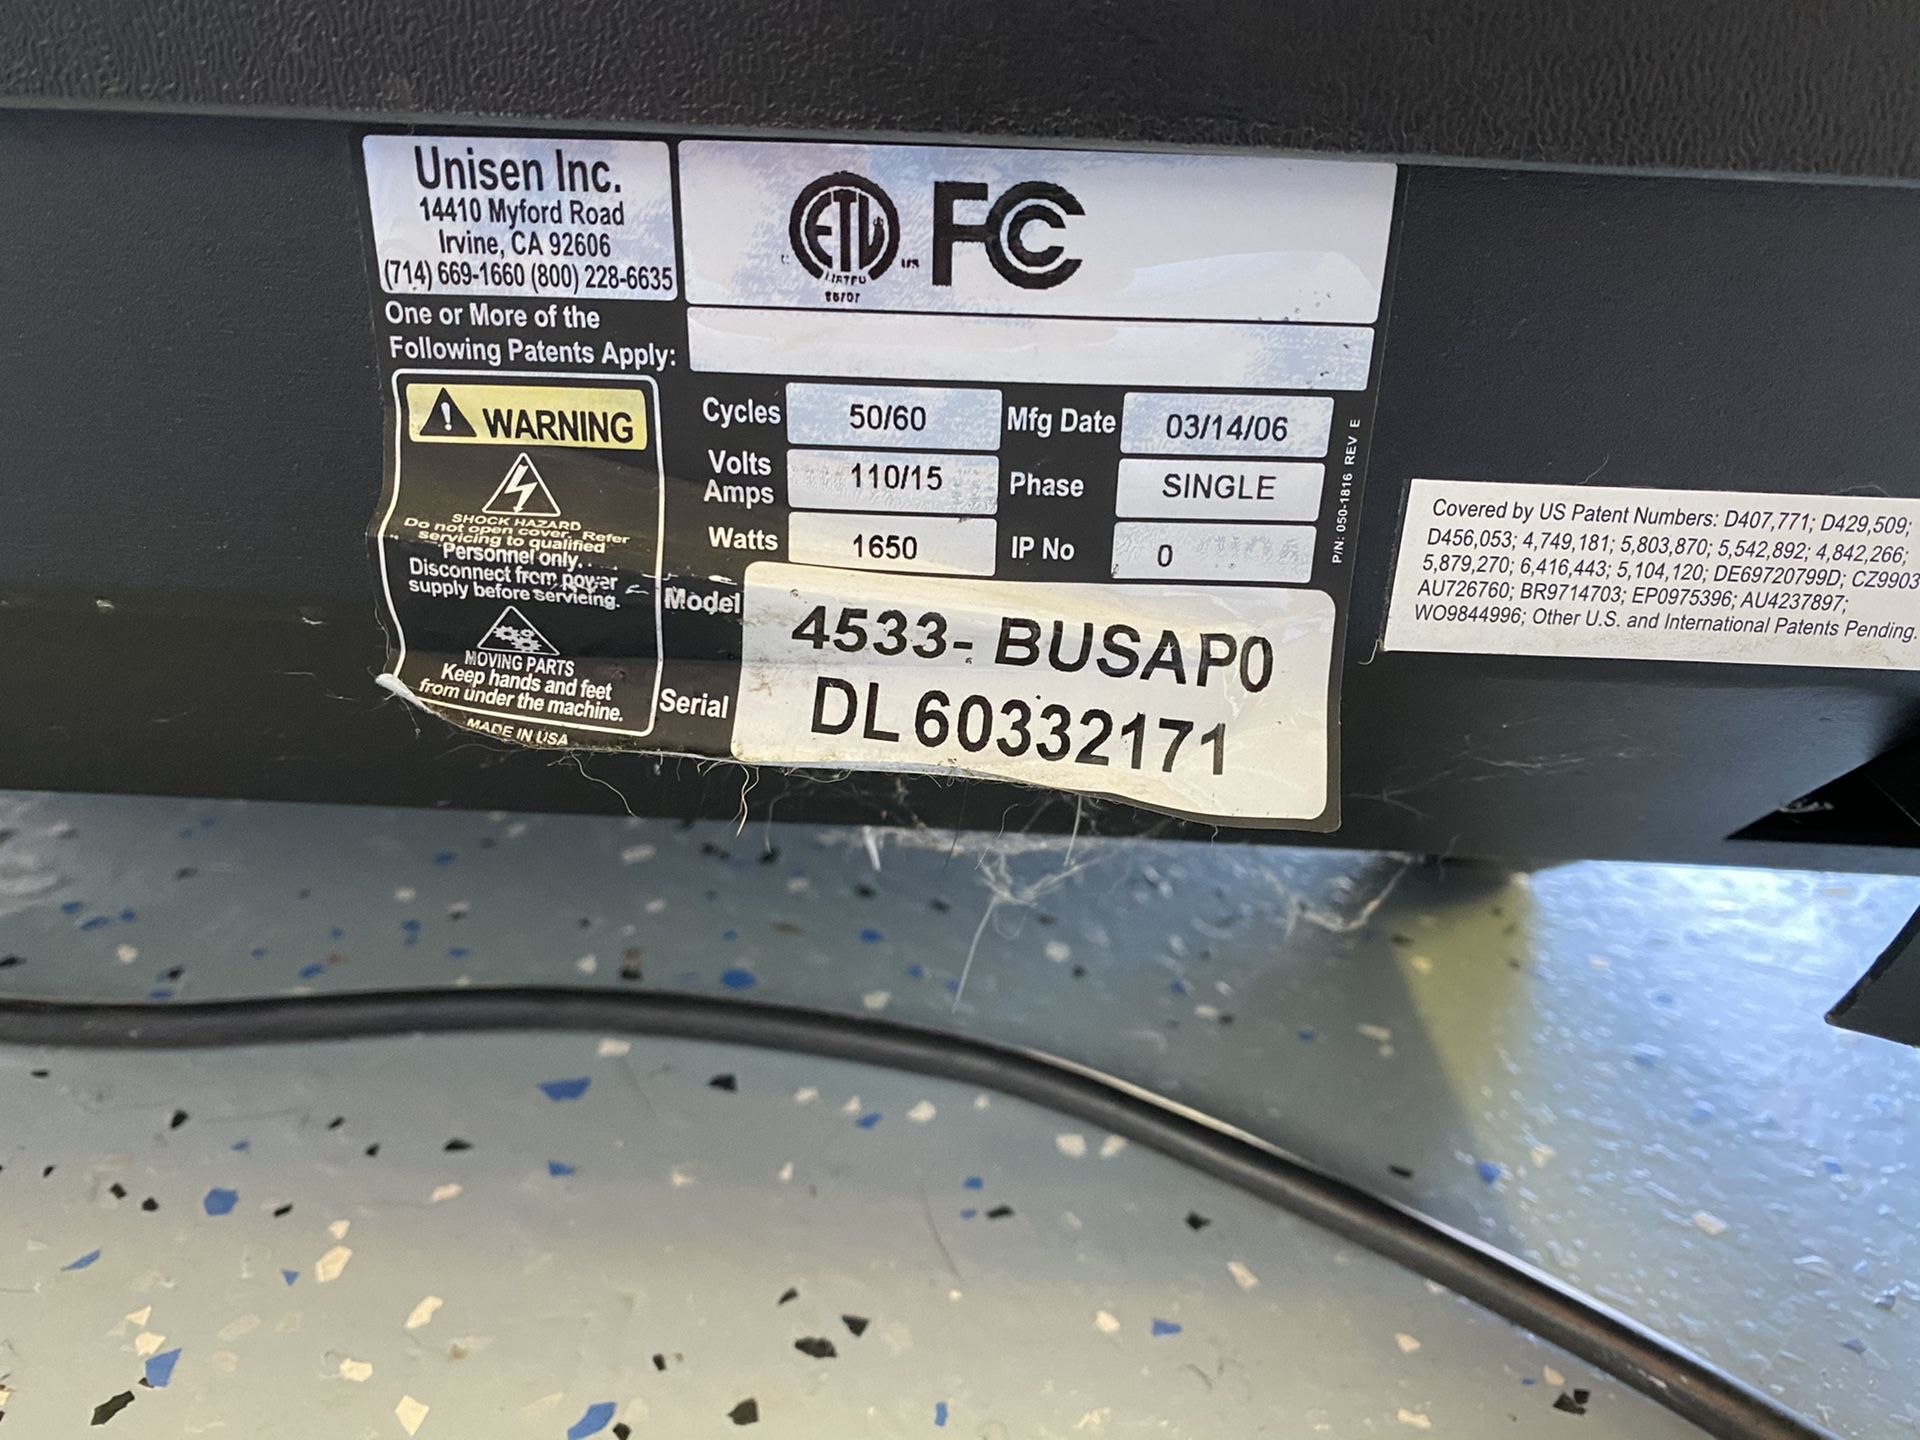 Unisen Inc.
14410 Myford Road
Irvine, CA 92606
(714) 669-1660 (800) 228-6635
ETL
LISTED
FC
One or More of the
Following Patents Apply:
WARNING
SHOCK HAZARD
Do not open cover. Refer
servicing to qualified
Personnel only.
Disconnect from power
supply before servicing.
MOVING PARTS
Keep hands and feet
from under the machine.
MADE IN USA
Cycles 50/60 Mfg Date 03/14/06
Volts
Amps 110/15 Phase SINGLE
Watts 1650 IP No 0
Model 4533- BUSAP0
Serial DL60332171
P/N: 050-1816 REV E
Covered by US Patent Numbers: D407,771; D429,509;
D456,053; 4,749,181; 5,803,870; 5,542,892; 4,842,266;
5,879,270; 6,416,443; 5,104,120; DE69720799D; CZ9903
AU726760; BR9714703; EP0975396; AU4237897;
WO9844996; Other U.S. and International Patents Pending.